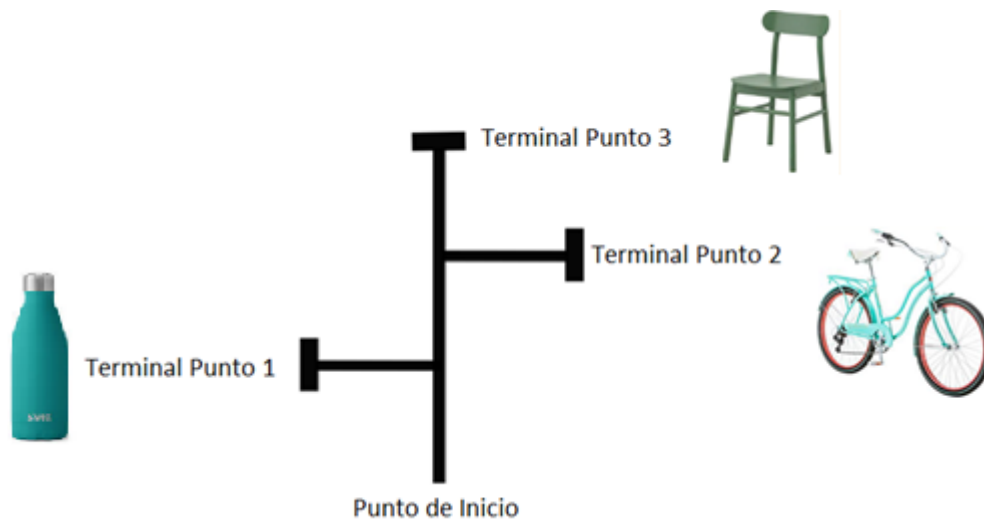 Terminal Punto 3
Terminal Punto 2
Terminal Punto 1
Punto de Inicio